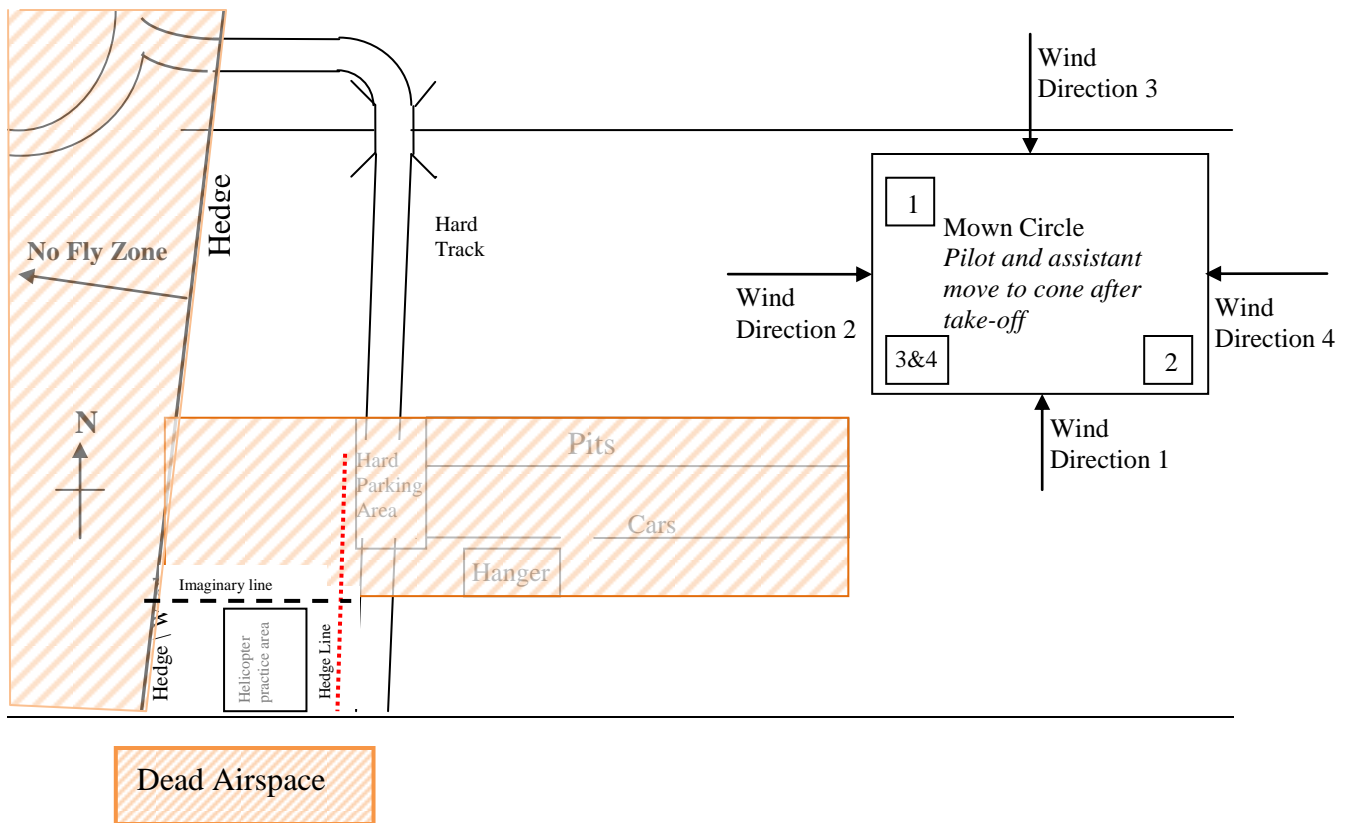 Wind
Direction 3
Hedge
1
Mown Circle
Pilot and assistant
move to cone after
take-off
Hard
Track
No Fly Zone
Wind
Direction 2
Wind
Direction 4
3&4
2
N
Wind
Direction 1
Pits
Hard
Parking
Area
Cars
Hanger
Imaginary line
Hedge \ W
Helicopter
practice area
Hedge Line
Dead Airspace